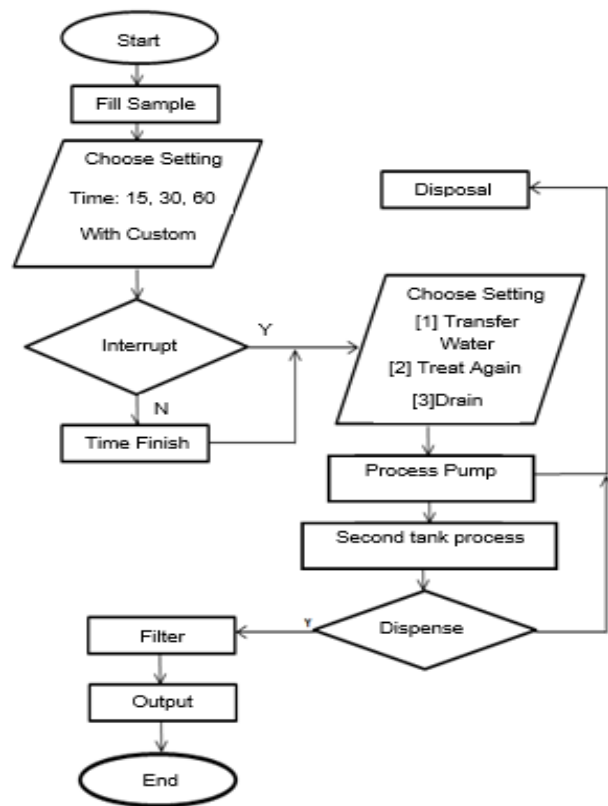 Start
Fill Sample
Choose Setting
Time: 15, 30, 60
With Custom
Disposal
Interrupt
Y
N
Time Finish
Choose Setting
[1] Transfer
Water
[2] Treat Again
[3]Drain
Process Pump
Second tank process
Dispense
Y
Filter
Output
End